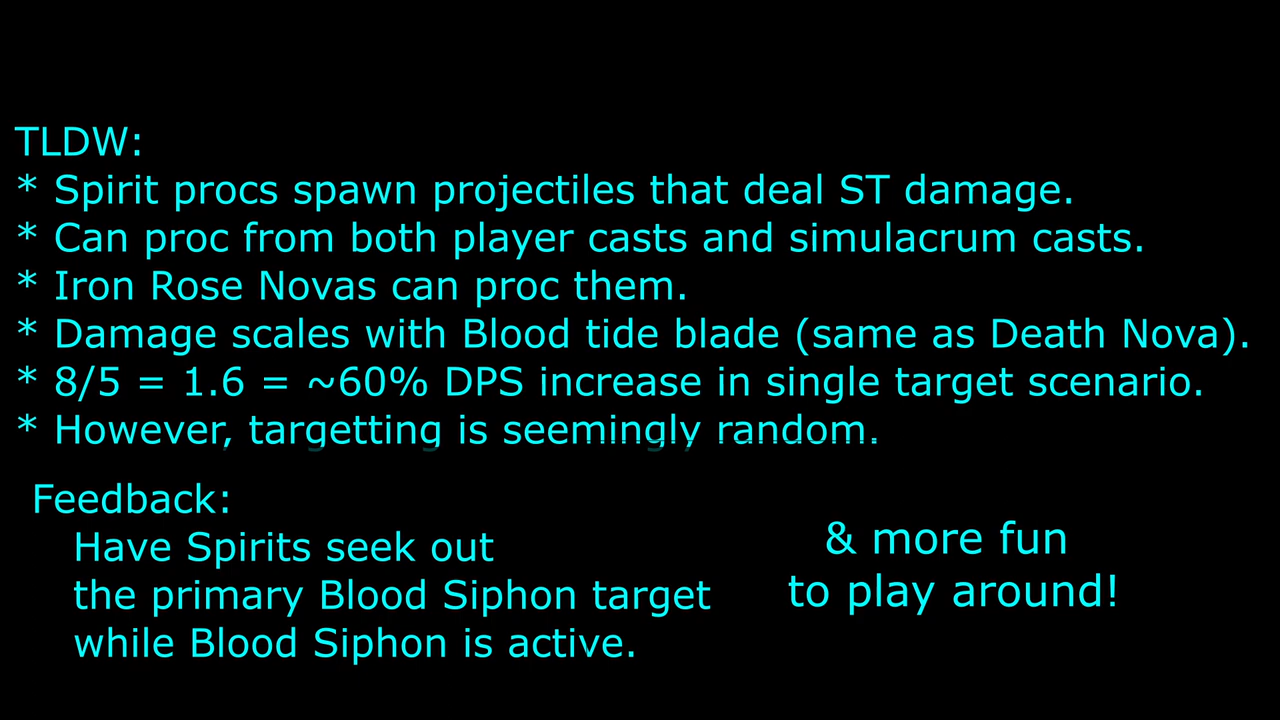 TLDW:
* Spirit procs spawn projectiles that deal ST damage.
* Can proc from both player casts and simulacrum casts.
* Iron Rose Novas can proc them.
* Damage scales with Blood tide blade (same as Death Nova).
* 8/5 = 1.6 = ~60% DPS increase in single target scenario.
* However, targetting is seemingly random.
Feedback:
Have Spirits seek out
the primary Blood Siphon target
while Blood Siphon is active.
& more fun
to play around!